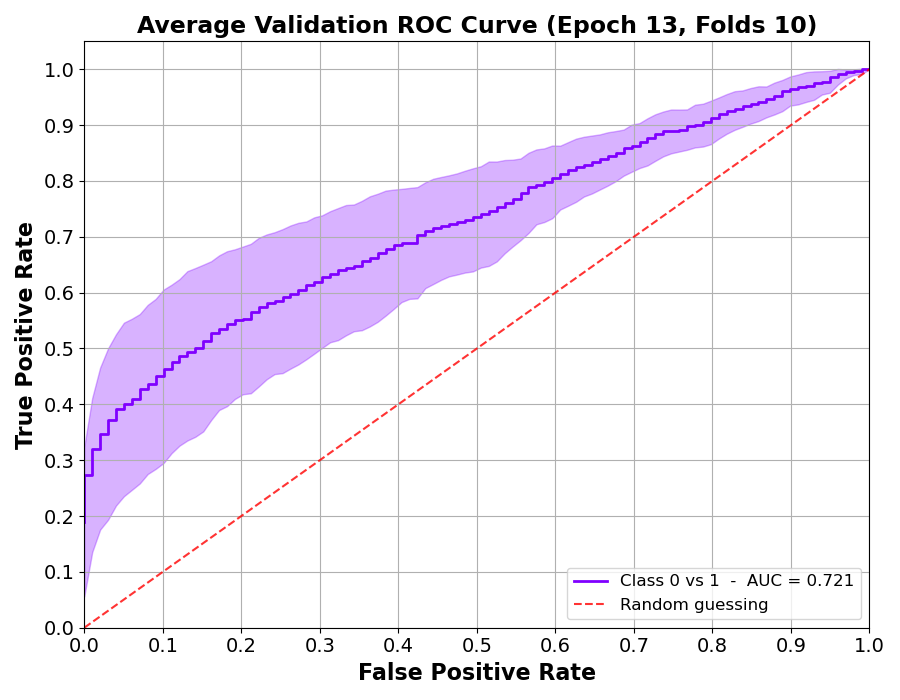 Average Validation ROC Curve (Epoch 13, Folds 10)
True Positive Rate
1.0
0.9
0.8
0.7
0.6
0.5
0.4
0.3
0.2
0.1
0.0
Class 0 vs 1 - AUC = 0.721
Random guessing
0.0 0.1 0.2 0.3 0.4 0.5 0.6 0.7 0.8 0.9 1.0
False Positive Rate